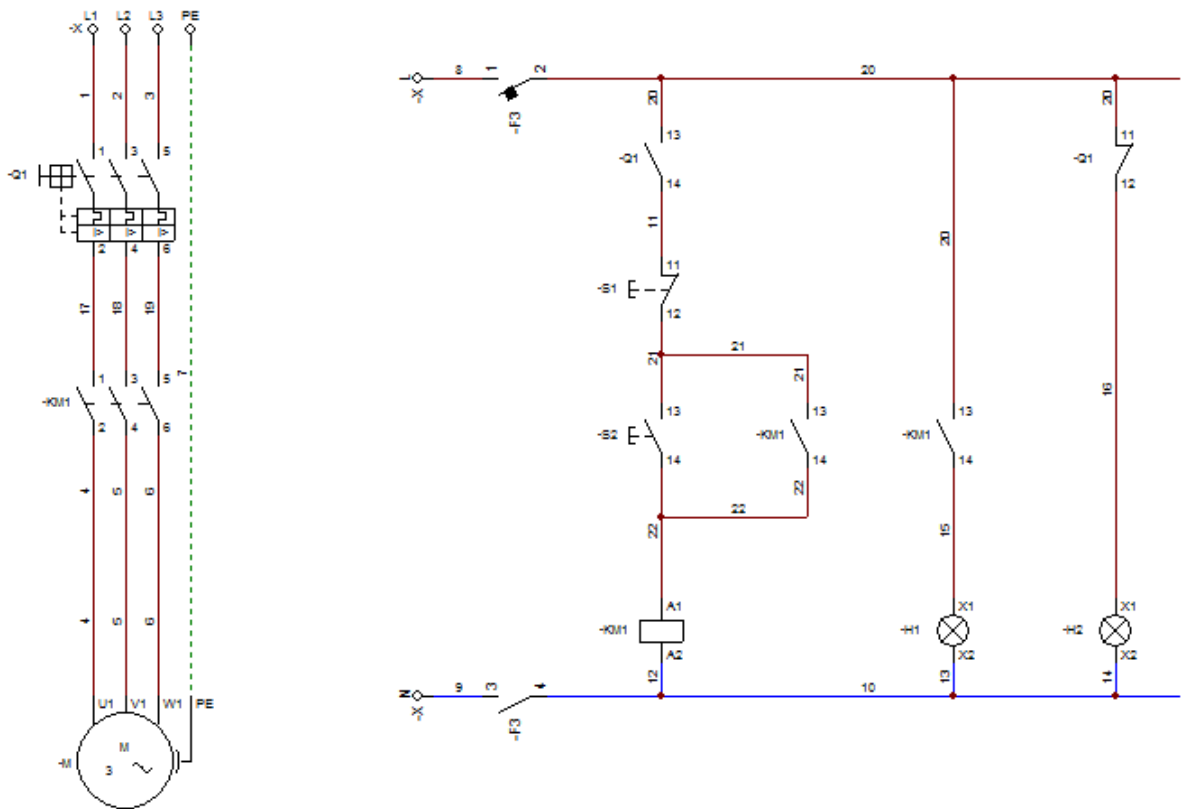 L1 L2 L3 PE
-X
1 2 3
-Q1
1 3 5
I> I> I>
2 4 6
17 18 19
7
-KM1
1 3 5
2 4 6
4 5 6
4 5 6
U1 V1 W1 PE
-M
M
3
L
-X
8
1 2
-F3
20
20
20
-Q1
13
14
11
-S1
11
12
21
21
21
-S2
13
14
-KM1
13
14
22
22
22
-KM1
A1
A2
12
20
-KM1
13
14
15
-H1
X1
X2
13
-Q1
11
12
16
-H2
X1
X2
14
N
-X
9
3 4
-F3
10